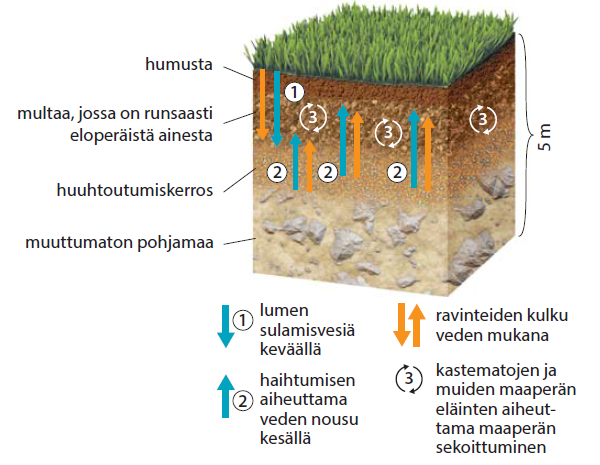 humusta
multaa, jossa on runsaasti
eloperäistä ainesta
huuhtoutumiskerros
muuttumaton pohjamaa
1
3
3
3
2
2
2
5 m
1 lumen
sulamisvesiä
keväällä
2 haihtumisen
aiheuttama
veden nousu
kesällä
ravinteiden kulku
veden mukana
3 kastematojen ja
muiden maaperän
eläinten aiheut-
tama maaperän
sekoittuminen